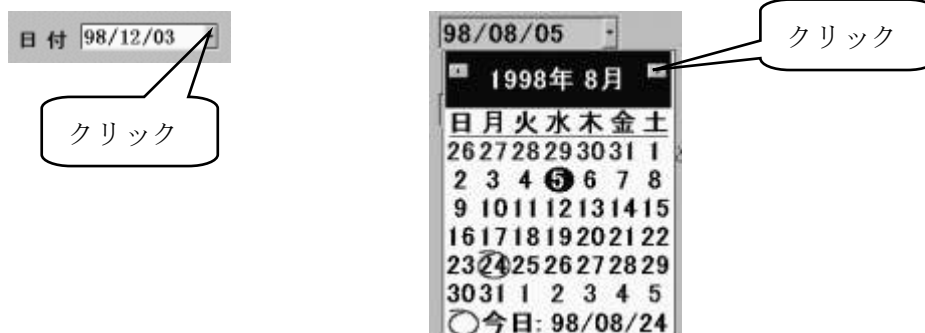 日 付 98/12/03
クリック
98/08/05
クリック
1998年 8月
日 月 火 水 木 金 土
26 27 28 29 30 31 1
2 3 4 5 6 7 8
9 10 11 12 13 14 15
16 17 18 19 20 21 22
23 24 25 26 27 28 29
30 31 1 2 3 4 5
今日: 98/08/24